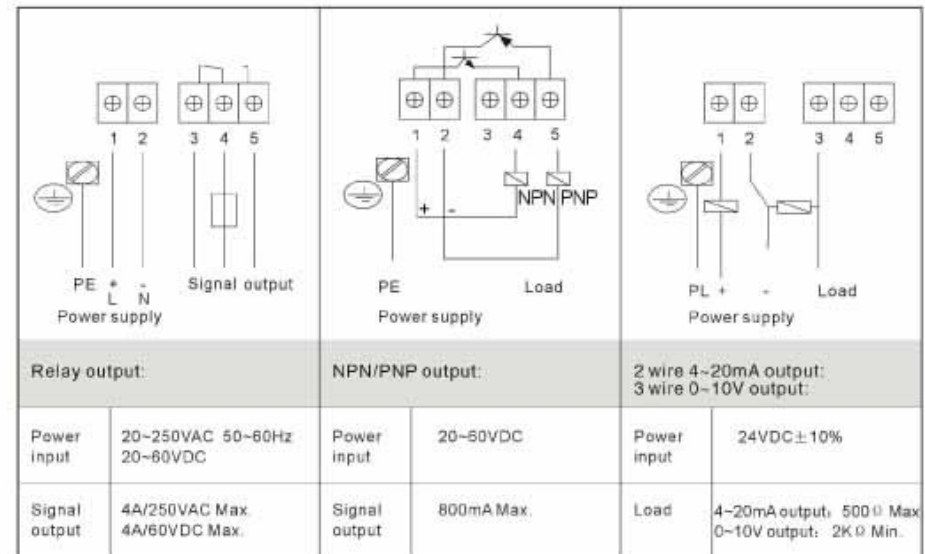 1 2 3 4 5
PE + - Signal output
L N
Power supply
1 2 3 4 5
NPN PNP
+ -
PE Load
Power supply
1 2 3 4 5
PL + - Load
Power supply
Relay output:
NPN/PNP output:
2 wire 4~20mA output:
3 wire 0~10V output:
Power input
20~250VAC 50~60Hz
20~60VDC
Power input
20~60VDC
Power input
24VDC±10%
Signal output
4A/250VAC Max.
4A/60VDC Max.
Signal output
800mA Max.
Load
4~20mA output: 500Ω Max
0~10V output: 2KΩ Min.